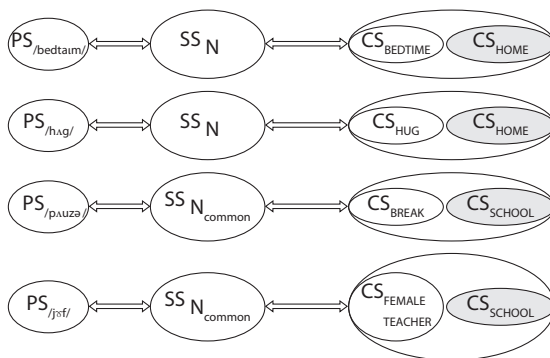 PS/bedtaɪm/ SS N CS BEDTIME CS HOME
PS/hʌg/ SS N CS HUG CS HOME
PS/pʌuzə/ SS N common CS BREAK CS SCHOOL
PS/jɤf/ SS N common CS FEMALE TEACHER CS SCHOOL